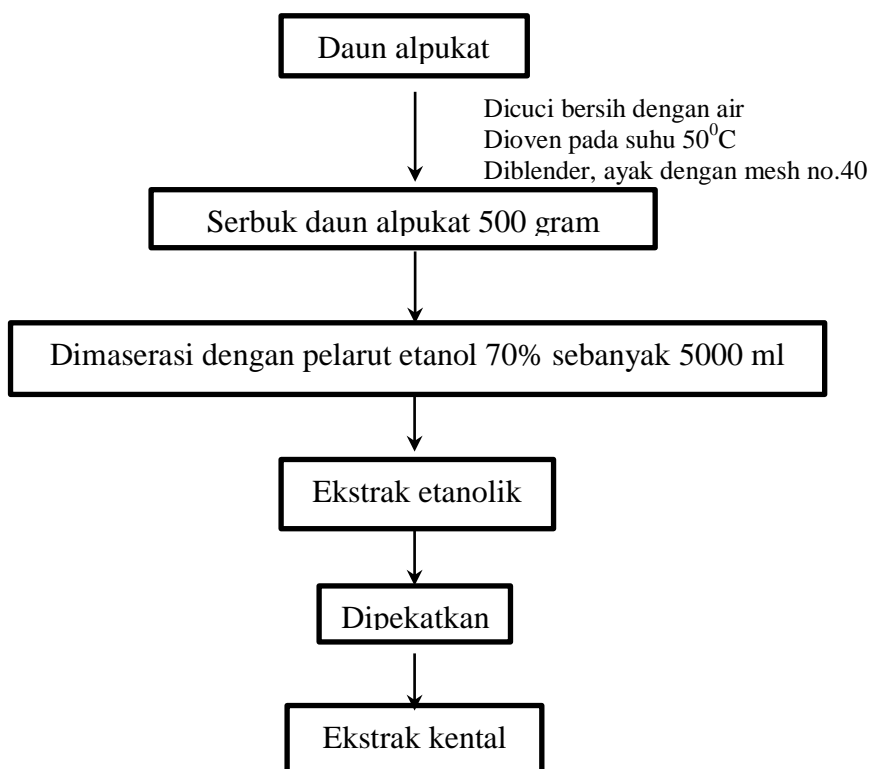 Daun alpukat
Dicuci bersih dengan air
Dioven pada suhu 50⁰C
Diblender, ayak dengan mesh no.40
Serbuk daun alpukat 500 gram
Dimaserasi dengan pelarut etanol 70% sebanyak 5000 ml
Ekstrak etanolik
Dipekatkan
Ekstrak kental